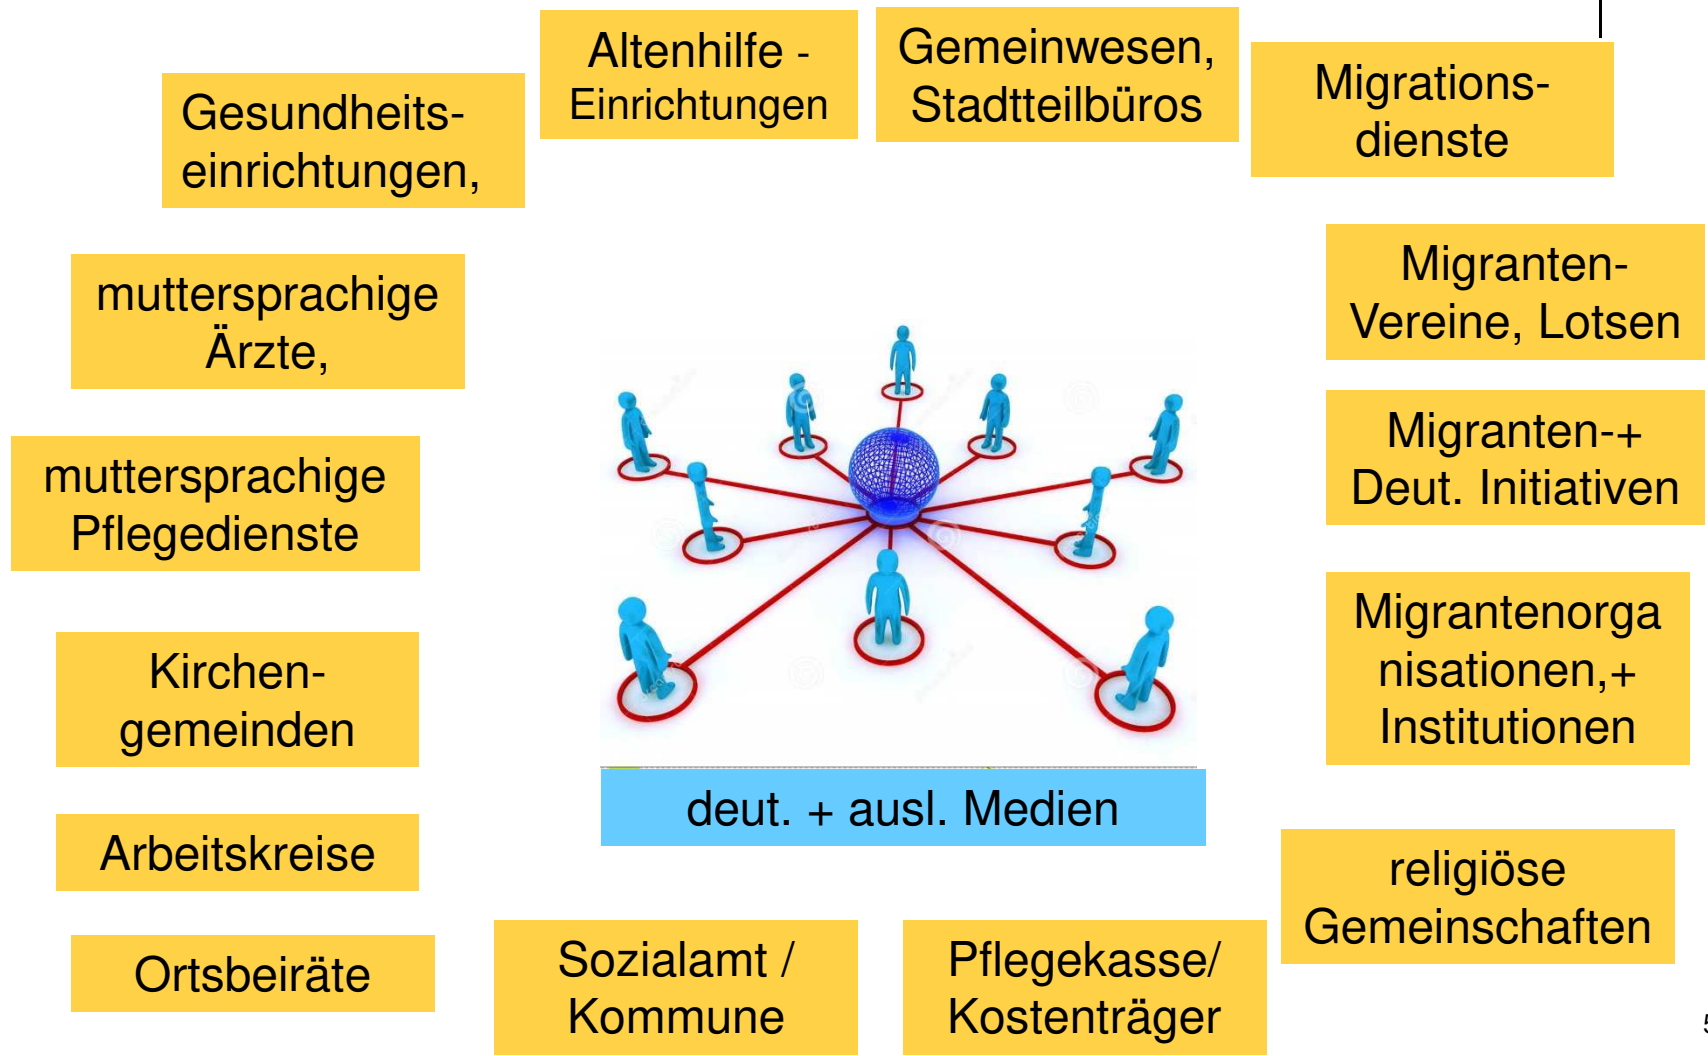 Altenhilfe -
Einrichtungen
Gemeinwesen,
Stadtteilbüros
Migrations-
dienste
Gesundheits-
einrichtungen,
muttersprachige
Ärzte,
Migranten-
Vereine, Lotsen
Migranten-+
Deut. Initiativen
muttersprachige
Pflegedienste
Migrantenorga
nisationen,+
Institutionen
Kirchen-
gemeinden
deut. + ausl. Medien
Arbeitskreise
religiöse
Gemeinschaften
Ortsbeiräte
Sozialamt /
Kommune
Pflegekasse/
Kostenträger
5